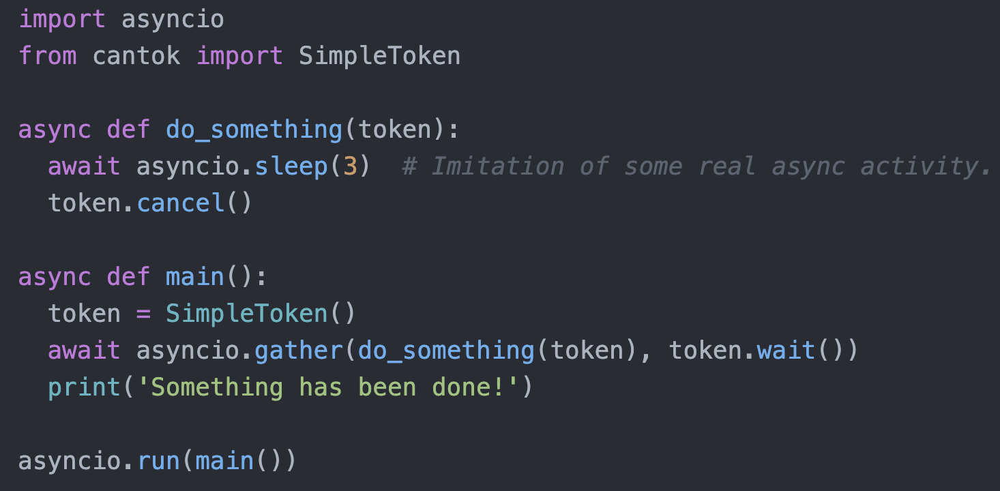 import asyncio
from cantok import SimpleToken

async def do_something(token):
  await asyncio.sleep(3)  # Imitation of some real async activity.
  token.cancel()

async def main():
  token = SimpleToken()
  await asyncio.gather(do_something(token), token.wait())
  print('Something has been done!')

asyncio.run(main())